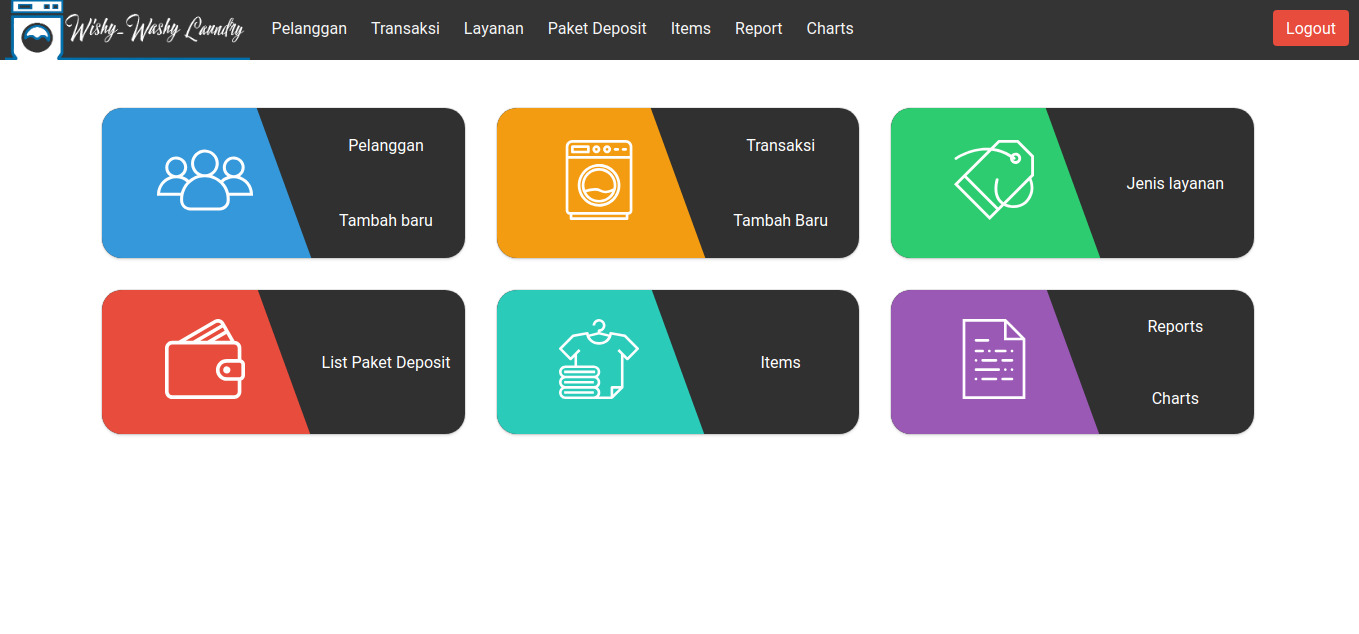 Wishy-Washy Laundry Pelanggan Transaksi Layanan Paket Deposit Items Report Charts Logout
Pelanggan
Tambah baru
Transaksi
Tambah Baru
Jenis layanan
List Paket Deposit
Items
Reports
Charts